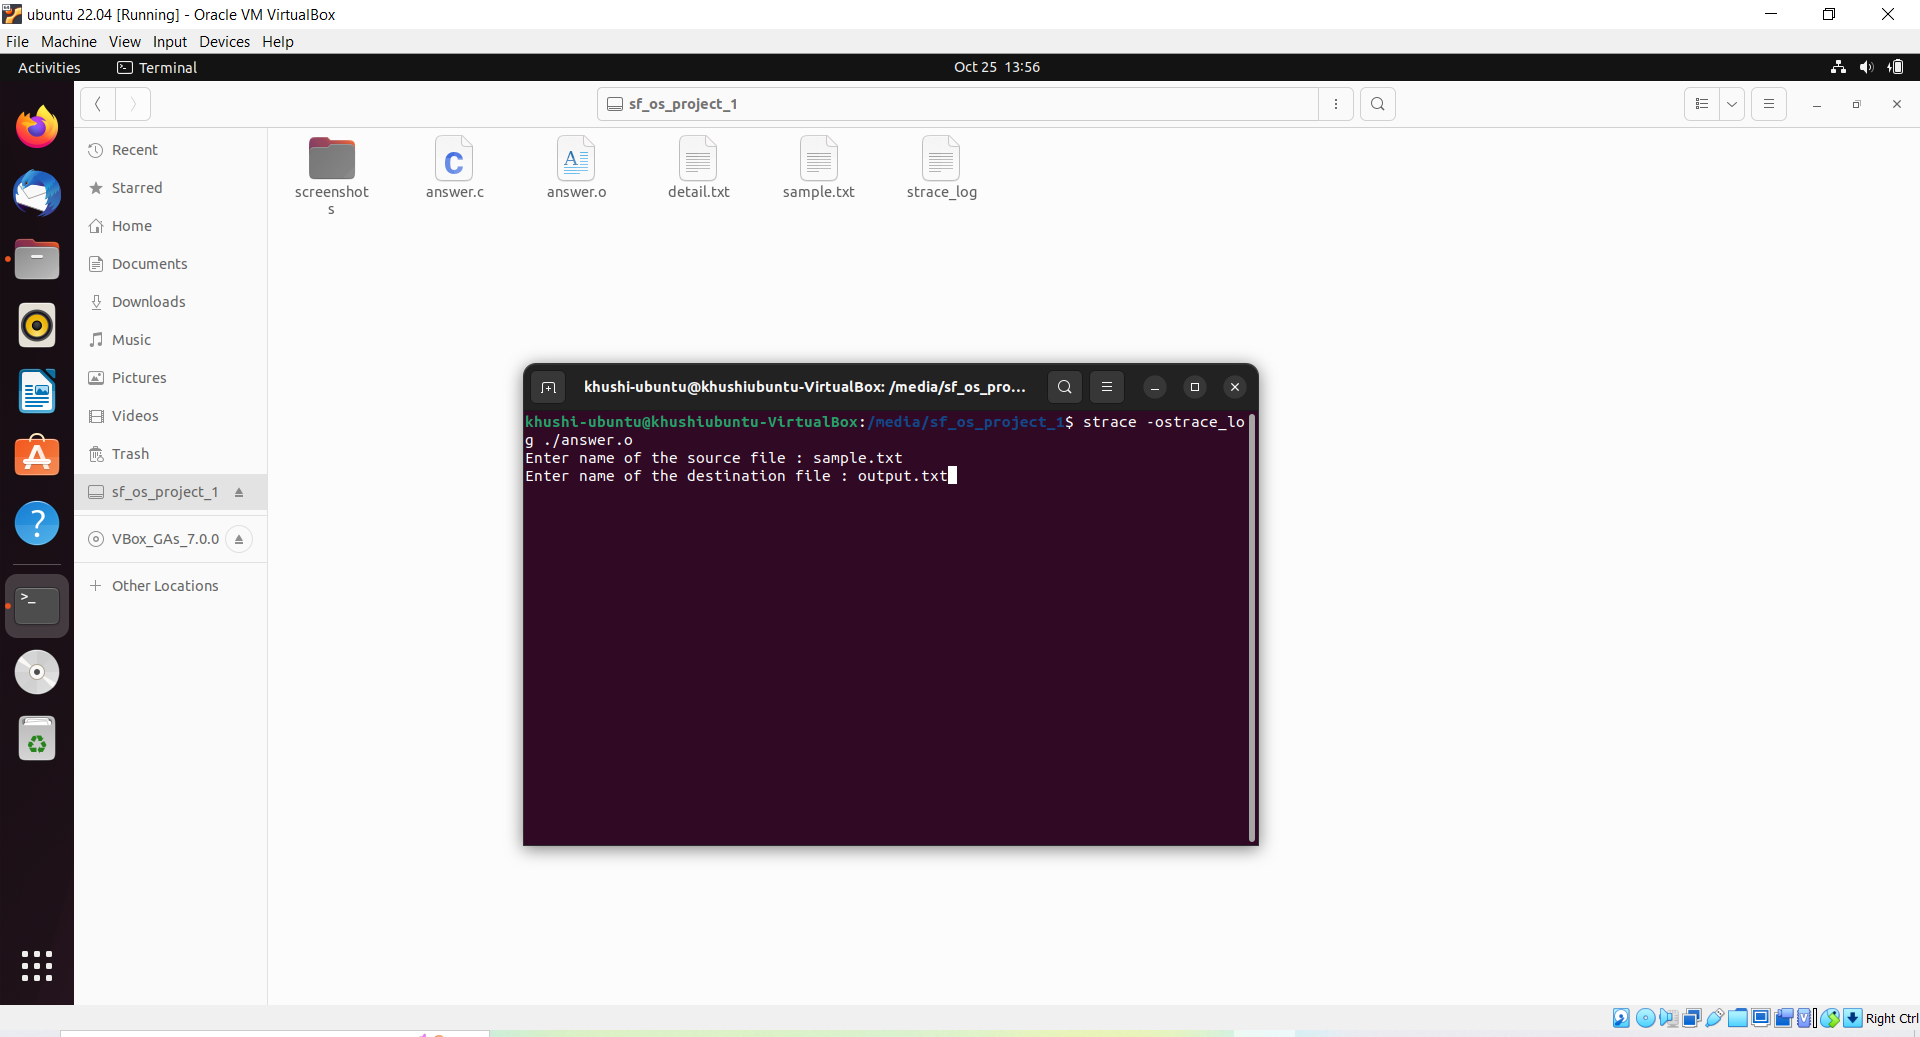 ubuntu 22.04 [Running] - Oracle VM VirtualBox
File Machine View Input Devices Help
Activities Terminal Oct 25 13:56
sf_os_project_1
Recent
Starred
Home
Documents
Downloads
Music
Pictures
Videos
Trash
sf_os_project_1
VBox_GAs_7.0.0
Other Locations
screenshot
s
answer.c
answer.o
detail.txt
sample.txt
strace_log
khushi-ubuntu@khushiubuntu-VirtualBox: /media/sf_os_pro...
khushi-ubuntu@khushiubuntu-VirtualBox:/media/sf_os_project_1$ strace -ostrace_lo
g ./answer.o
Enter name of the source file : sample.txt
Enter name of the destination file : output.txt
Right Ctrl